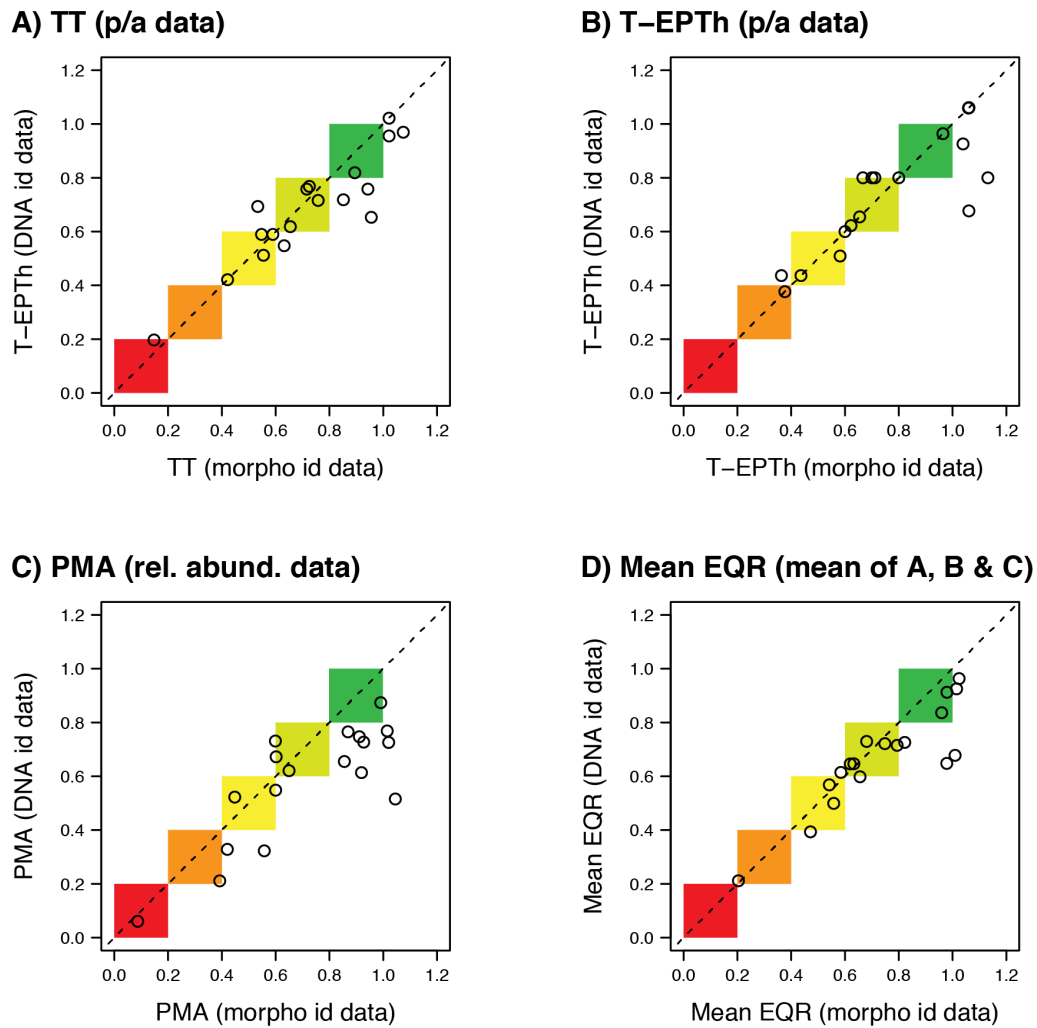 A) TT (p/a data)
T−EPTh (DNA id data)
1.2
1.0
0.8
0.6
0.4
0.2
0.0
0.0 0.2 0.4 0.6 0.8 1.0 1.2
TT (morpho id data)
B) T−EPTh (p/a data)
T−EPTh (DNA id data)
1.2
1.0
0.8
0.6
0.4
0.2
0.0
0.0 0.2 0.4 0.6 0.8 1.0 1.2
T−EPTh (morpho id data)
C) PMA (rel. abund. data)
PMA (DNA id data)
1.2
1.0
0.8
0.6
0.4
0.2
0.0
0.0 0.2 0.4 0.6 0.8 1.0 1.2
PMA (morpho id data)
D) Mean EQR (mean of A, B & C)
Mean EQR (DNA id data)
1.2
1.0
0.8
0.6
0.4
0.2
0.0
0.0 0.2 0.4 0.6 0.8 1.0 1.2
Mean EQR (morpho id data)